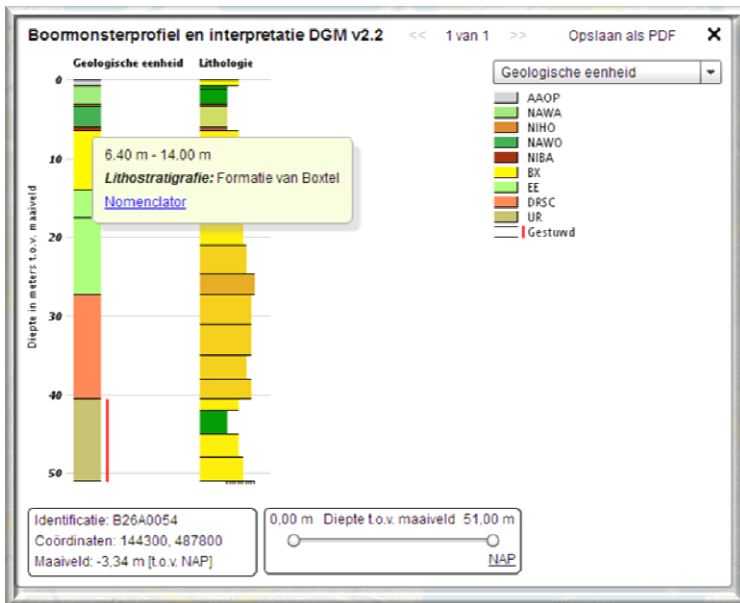 Boormonsterprofiel en interpretatie DGM v2.2 << 1 van 1 >> Opslaan als PDF X
Geologische eenheid Lithologie
Diepte in meters t.o.v. maaiveld
0
10
20
30
40
50
6.40 m - 14.00 m
Lithostratigrafie: Formatie van Boxtel
Nomenclator
Geologische eenheid
AAOP
NAWA
NIHO
NAWO
NIBA
BX
EE
DRSC
UR
Gestuwd
Identificatie: B26A0054
Coördinaten: 144300, 487800
Maaiveld: -3,34 m [t.o.v. NAP]
0,00 m Diepte t.o.v. maaiveld 51,00 m
NAP